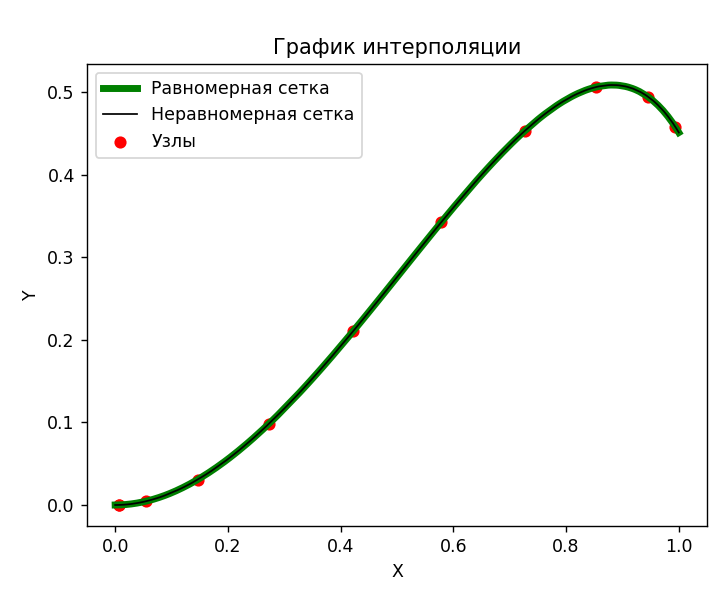 График интерполяции
Равномерная сетка
Неравномерная сетка
Узлы
Y
0.5
0.4
0.3
0.2
0.1
0.0
0.0 0.2 0.4 0.6 0.8 1.0
X